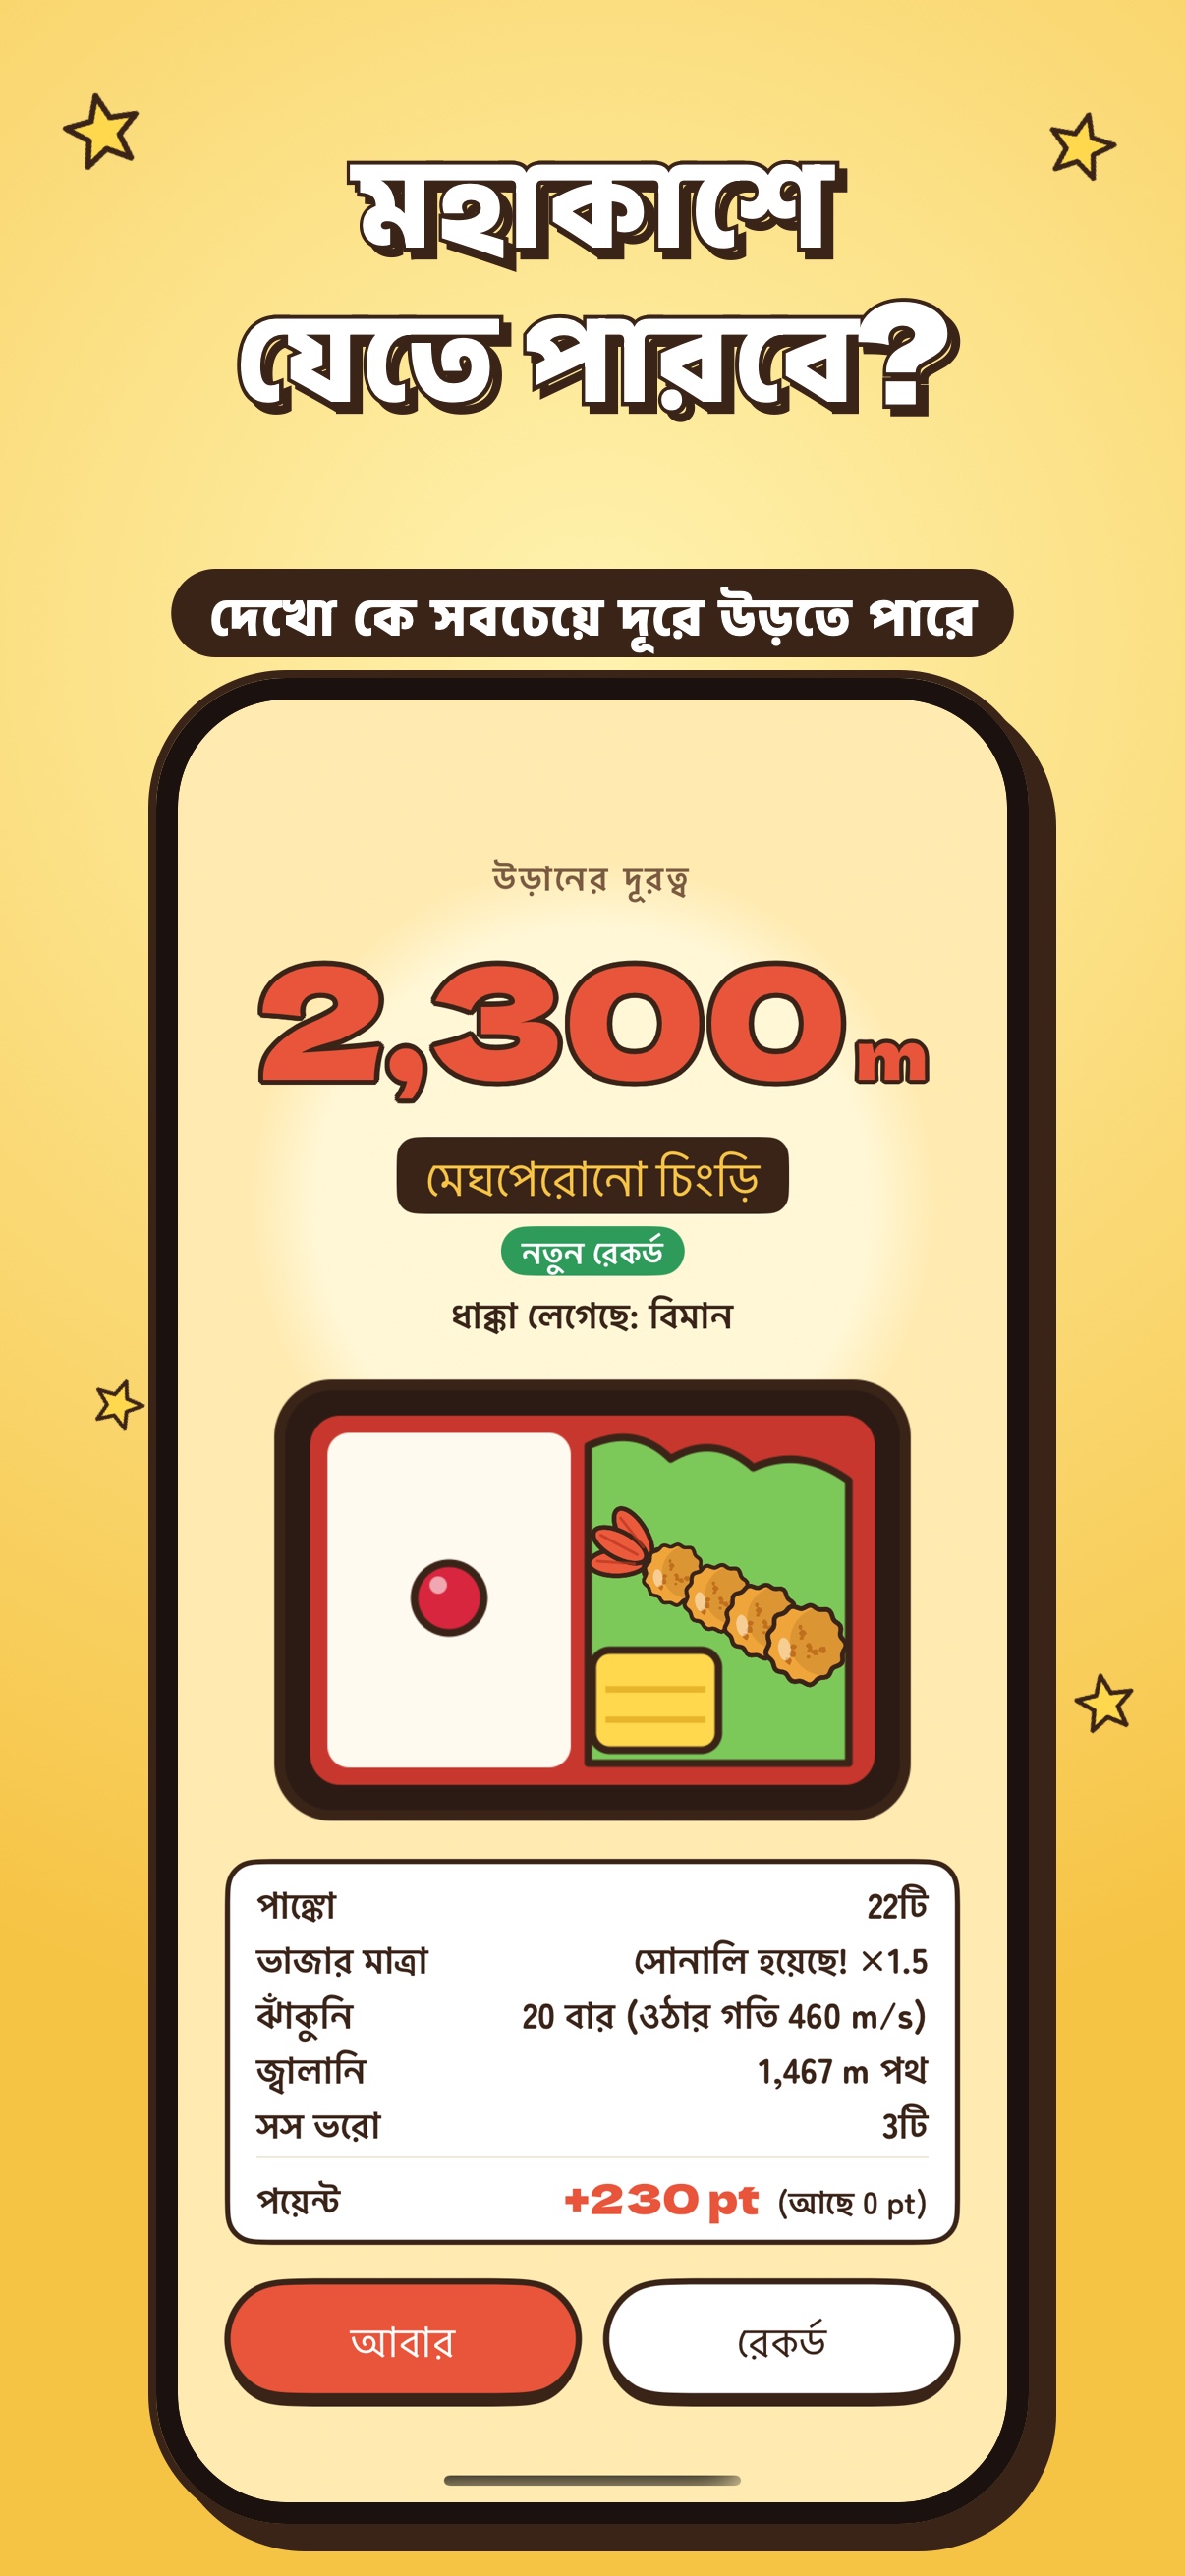 মহাকাশে
যেতে পারবে?
দেখো কে সবচেয়ে দূরে উড়তে পারে
উড়ানের দূরত্ব
2,300 m
মেঘপেরোনো চিংড়ি
নতুন রেকর্ড
ধাক্কা লেগেছে: বিমান
পাঙ্কো 22টি
ভাজার মাত্রা সোনালি হয়েছে! ×1.5
ঝাঁকুনি 20 বার (ওঠার গতি 460 m/s)
জ্বালানি 1,467 m পথ
সস ভরো 3টি
পয়েন্ট +230 pt (আছে 0 pt)
আবার রেকর্ড